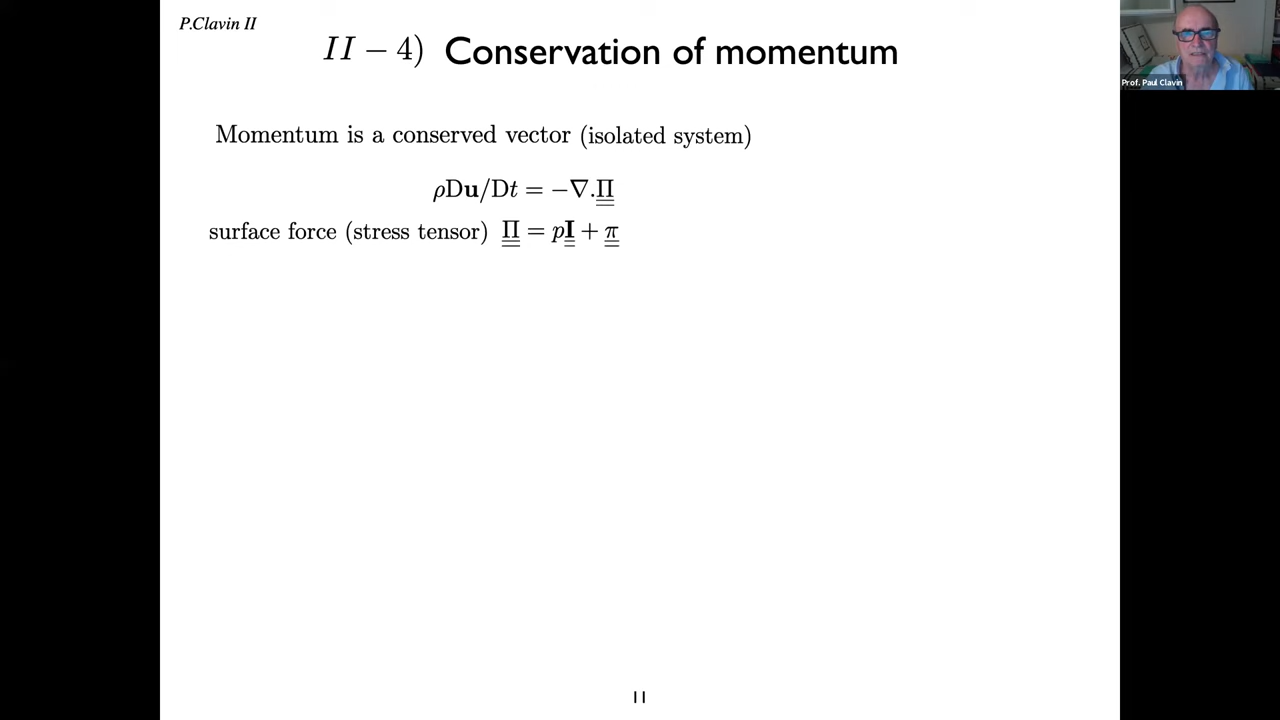 P.Clavin II
II − 4) Conservation of momentum
Prof. Paul Clavin
Momentum is a conserved vector (isolated system)
ρDu/Dt = −∇.Π
surface force (stress tensor) Π = pI + π
11